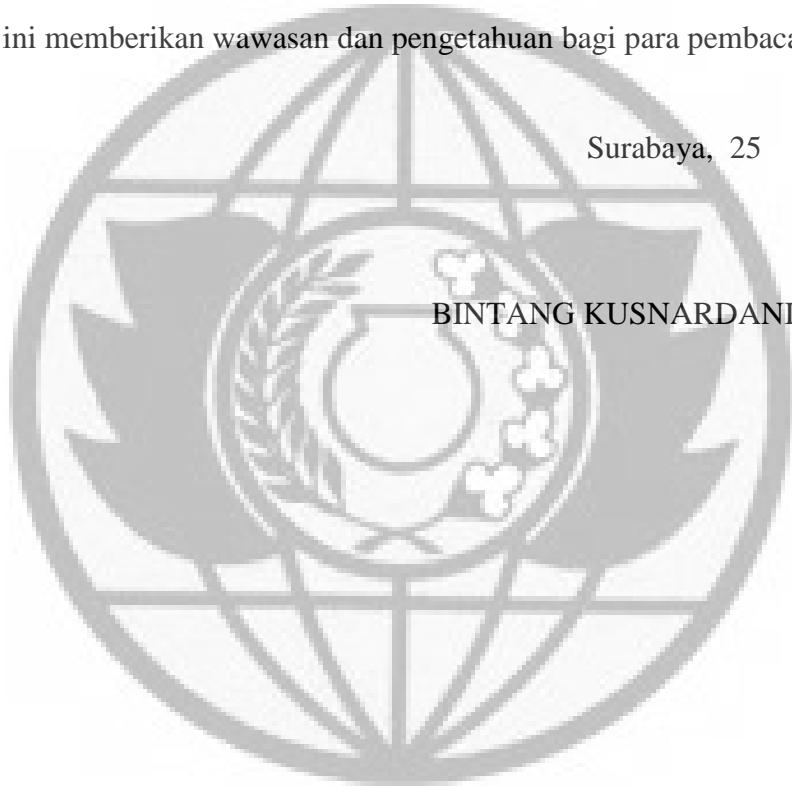 ini memberikan wawasan dan pengetahuan bagi para pembaca
Surabaya, 25
BINTANG KUSNARDANI